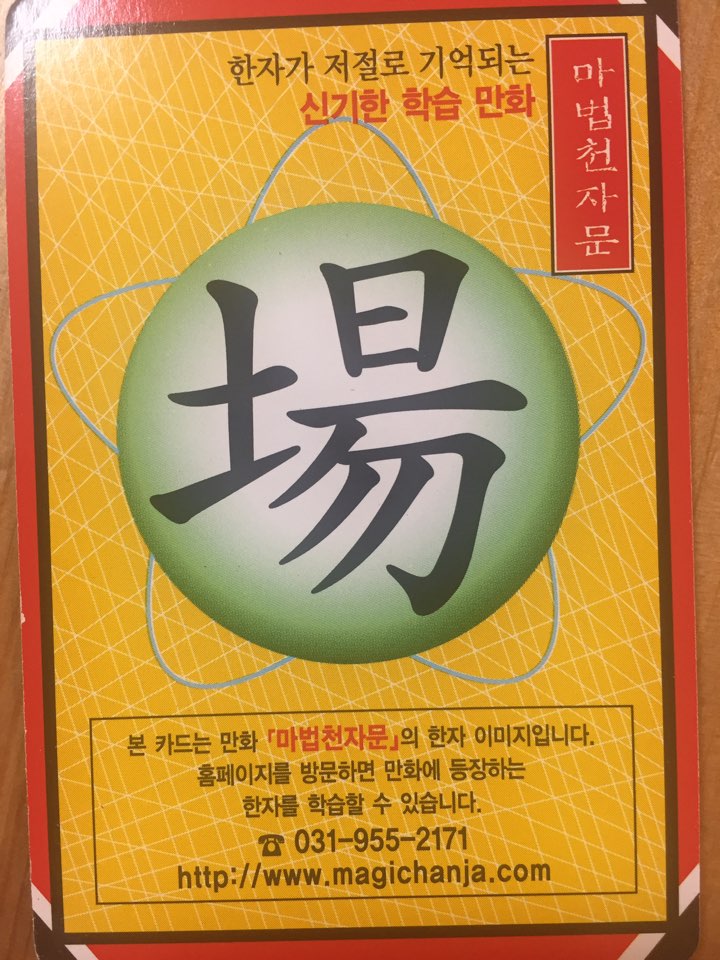 한자가 저절로 기억되는
신기한 학습 만화
마법천자문
場
본 카드는 만화 「마법천자문」의 한자 이미지입니다.
홈페이지를 방문하면 만화에 등장하는
한자를 학습할 수 있습니다.
☎ 031-955-2171
http://www.magichanja.com